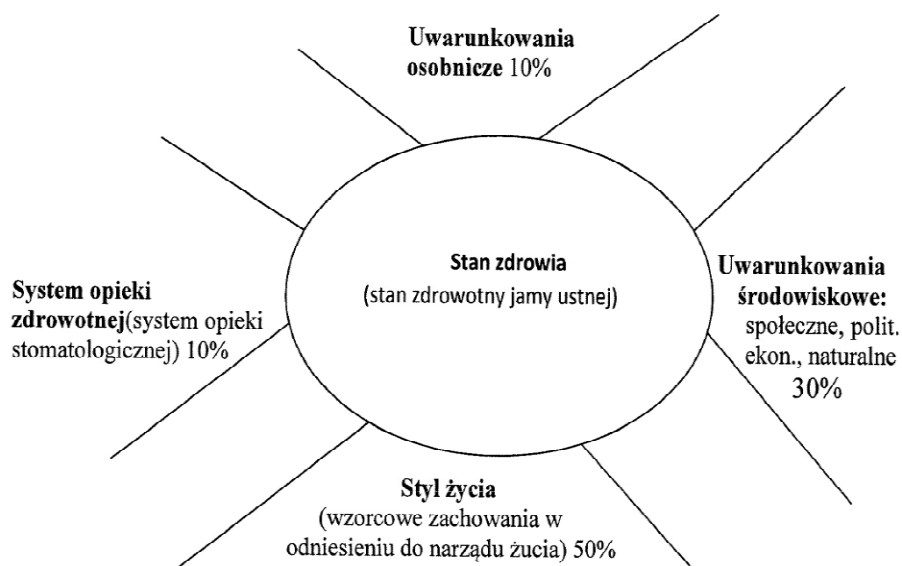 Uwarunkowania
osobnicze 10%
Stan zdrowia
(stan zdrowotny jamy ustnej)
Uwarunkowania
środowiskowe:
społeczne, polit.
ekon., naturalne
30%
System opieki
zdrowotnej(system opieki
stomatologicznej) 10%
Styl życia
(wzorcowe zachowania w
odniesieniu do narządu żucia) 50%